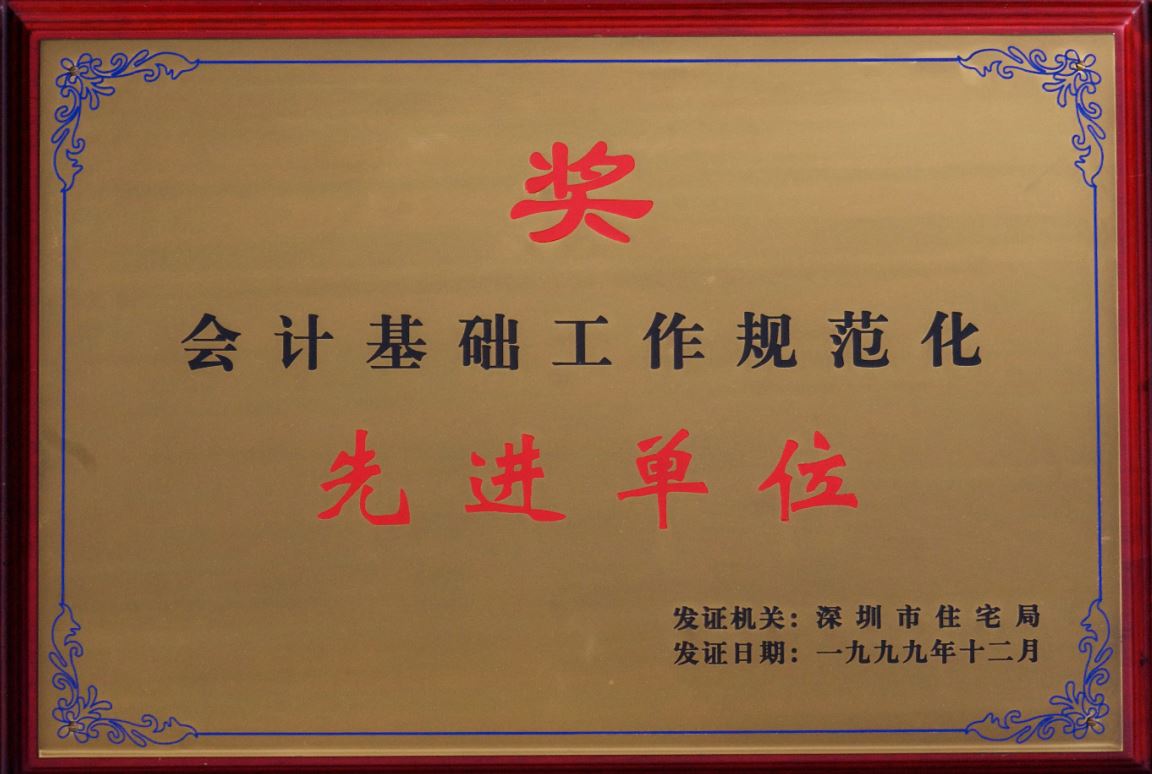 奖
会计基础工作规范化
先进单位
发证机关：深圳市住宅局
发证日期：一九九九年十二月